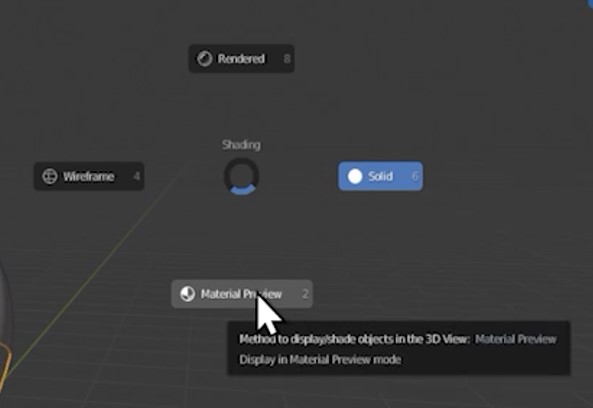 Rendered 8
Shading
Wireframe 4
Solid 6
Material Preview 2
Method to display/shade objects in the 3D View: Material Preview
Display in Material Preview mode